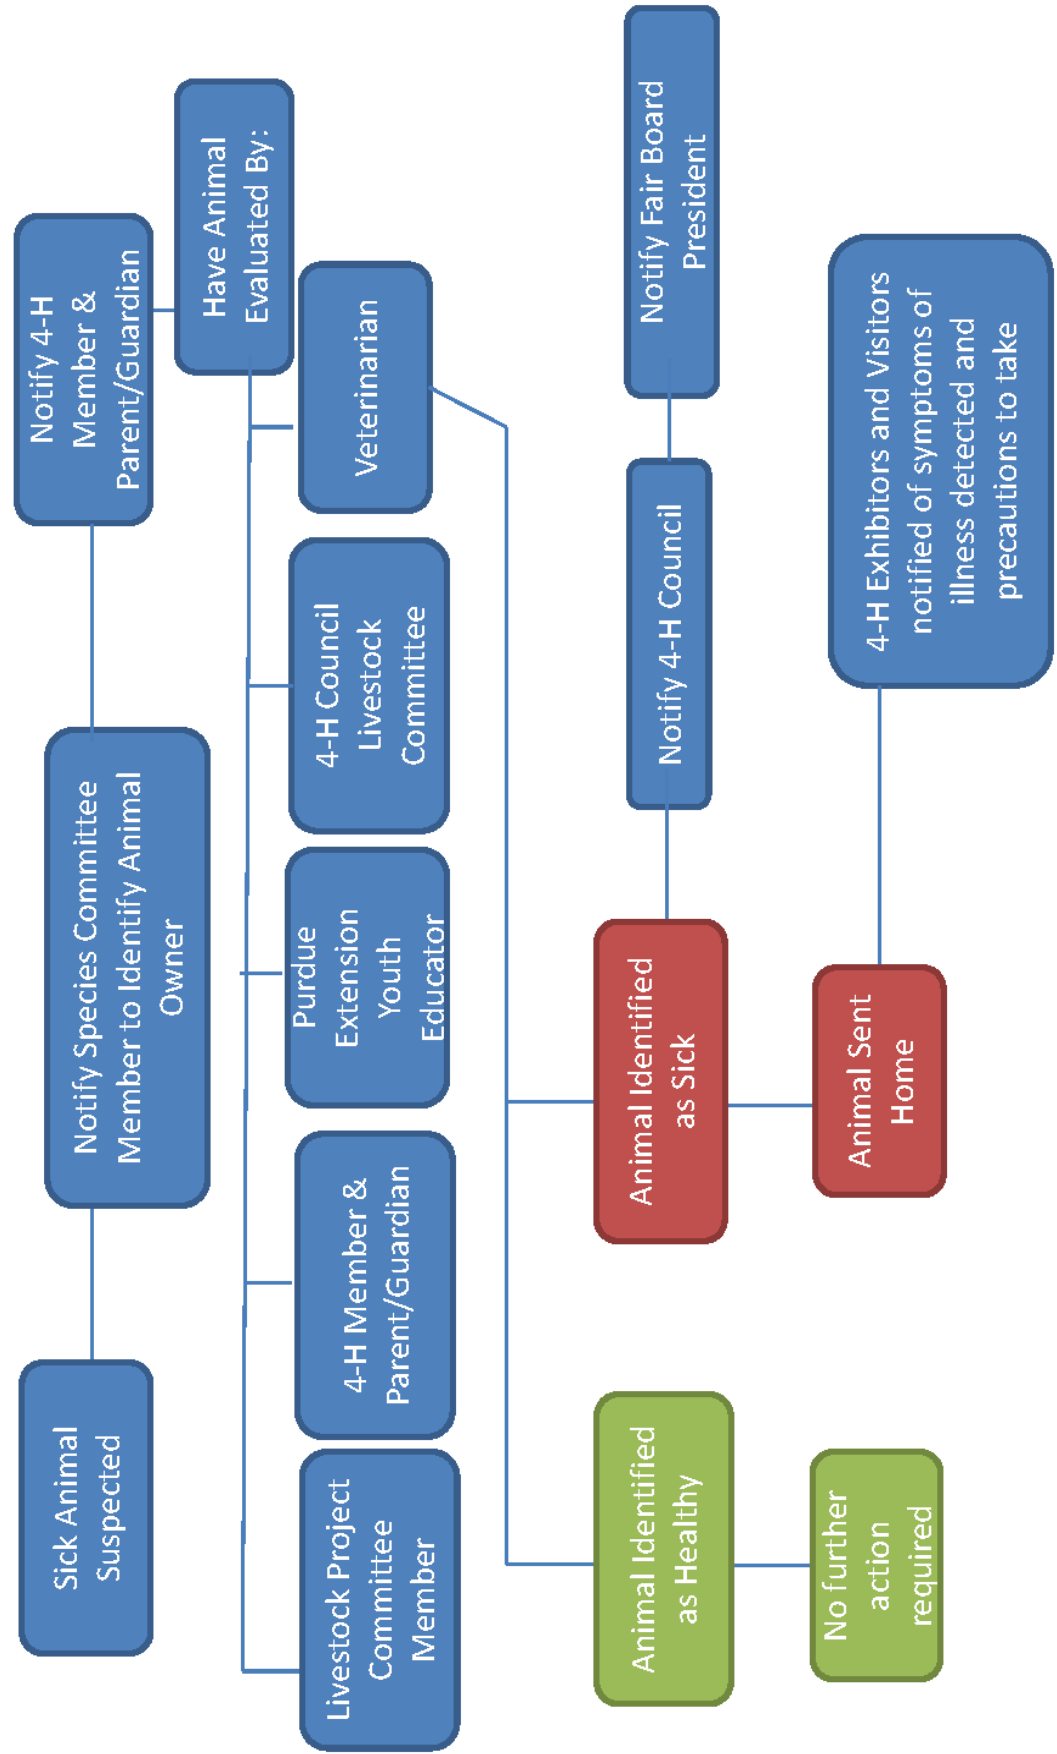 Sick Animal
Suspected
Notify Species Committee
Member to Identify Animal
Owner
Notify 4-H
Member &
Parent/Guardian
Have Animal
Evaluated By:
Livestock Project
Committee
Member
4-H Member &
Parent/Guardian
Purdue
Extension
Youth
Educator
4-H Council
Livestock
Committee
Veterinarian
Animal Identified
as Healthy
Animal Identified
as Sick
Notify 4-H Council
Notify Fair Board
President
No further
action
required
Animal Sent
Home
4-H Exhibitors and Visitors
notified of symptoms of
illness detected and
precautions to take